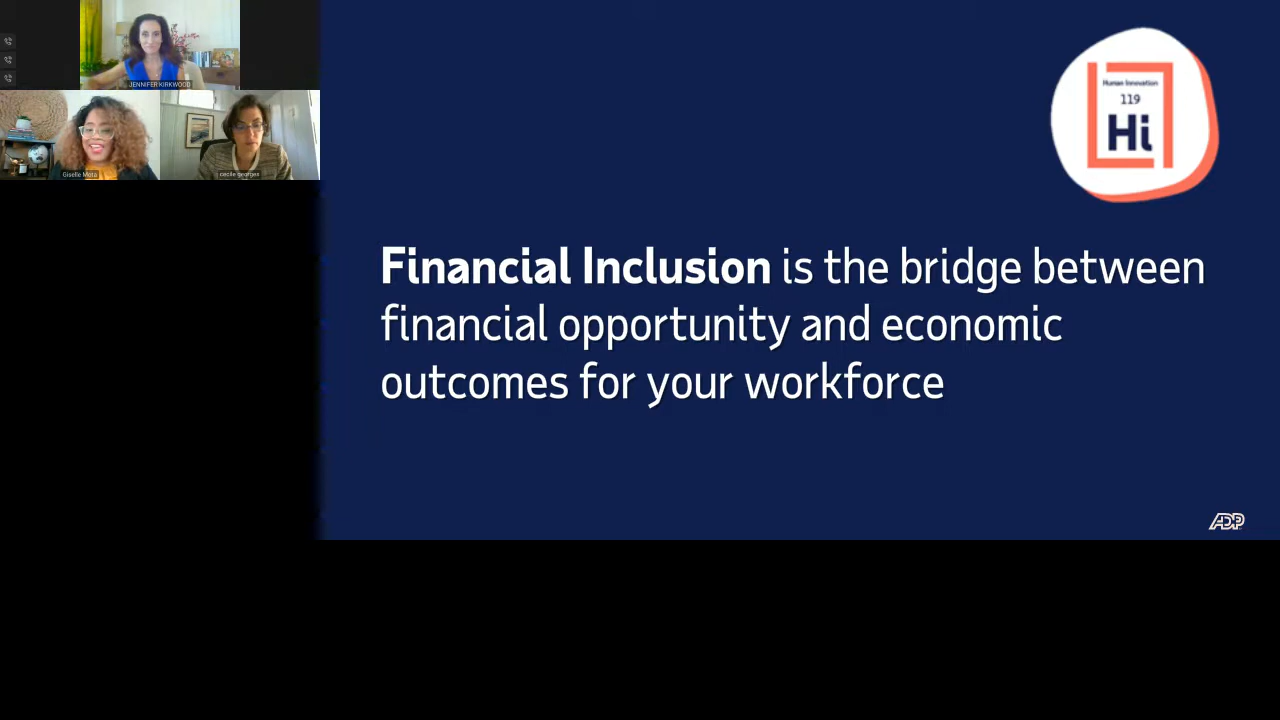 JENNIFER KIRKWOOD
Giselle Mota
cecile georges
Human Innovation
119
Hi
Financial Inclusion is the bridge between
financial opportunity and economic
outcomes for your workforce
ADP